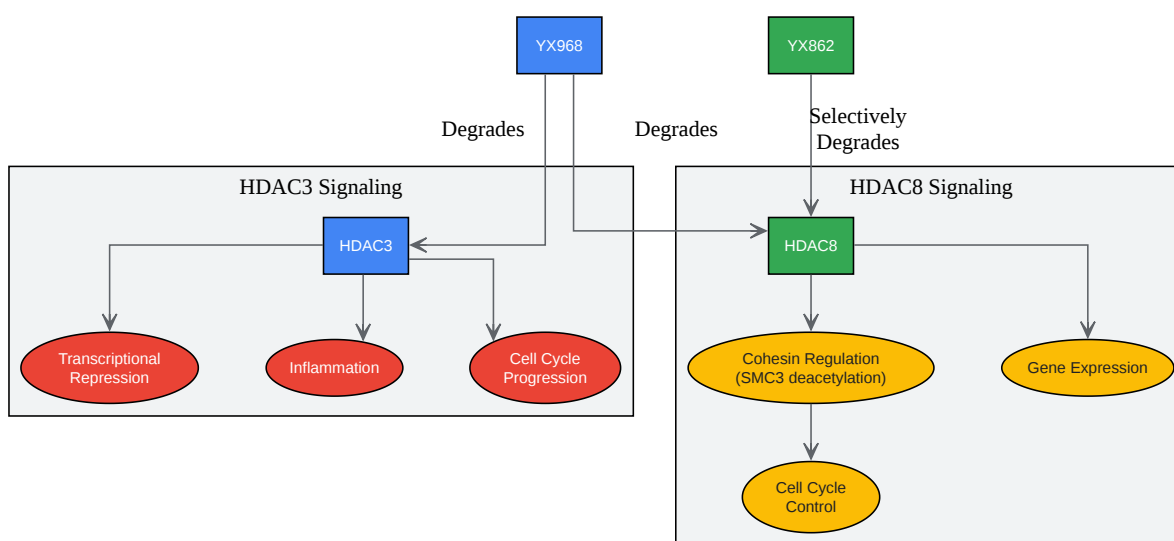 YX968
YX862
Degrades
Degrades
Selectively
Degrades
HDAC3 Signaling
HDAC8 Signaling
HDAC3
HDAC8
Transcriptional
Repression
Inflammation
Cell Cycle
Progression
Cohesin Regulation
(SMC3 deacetylation)
Gene Expression
Cell Cycle
Control